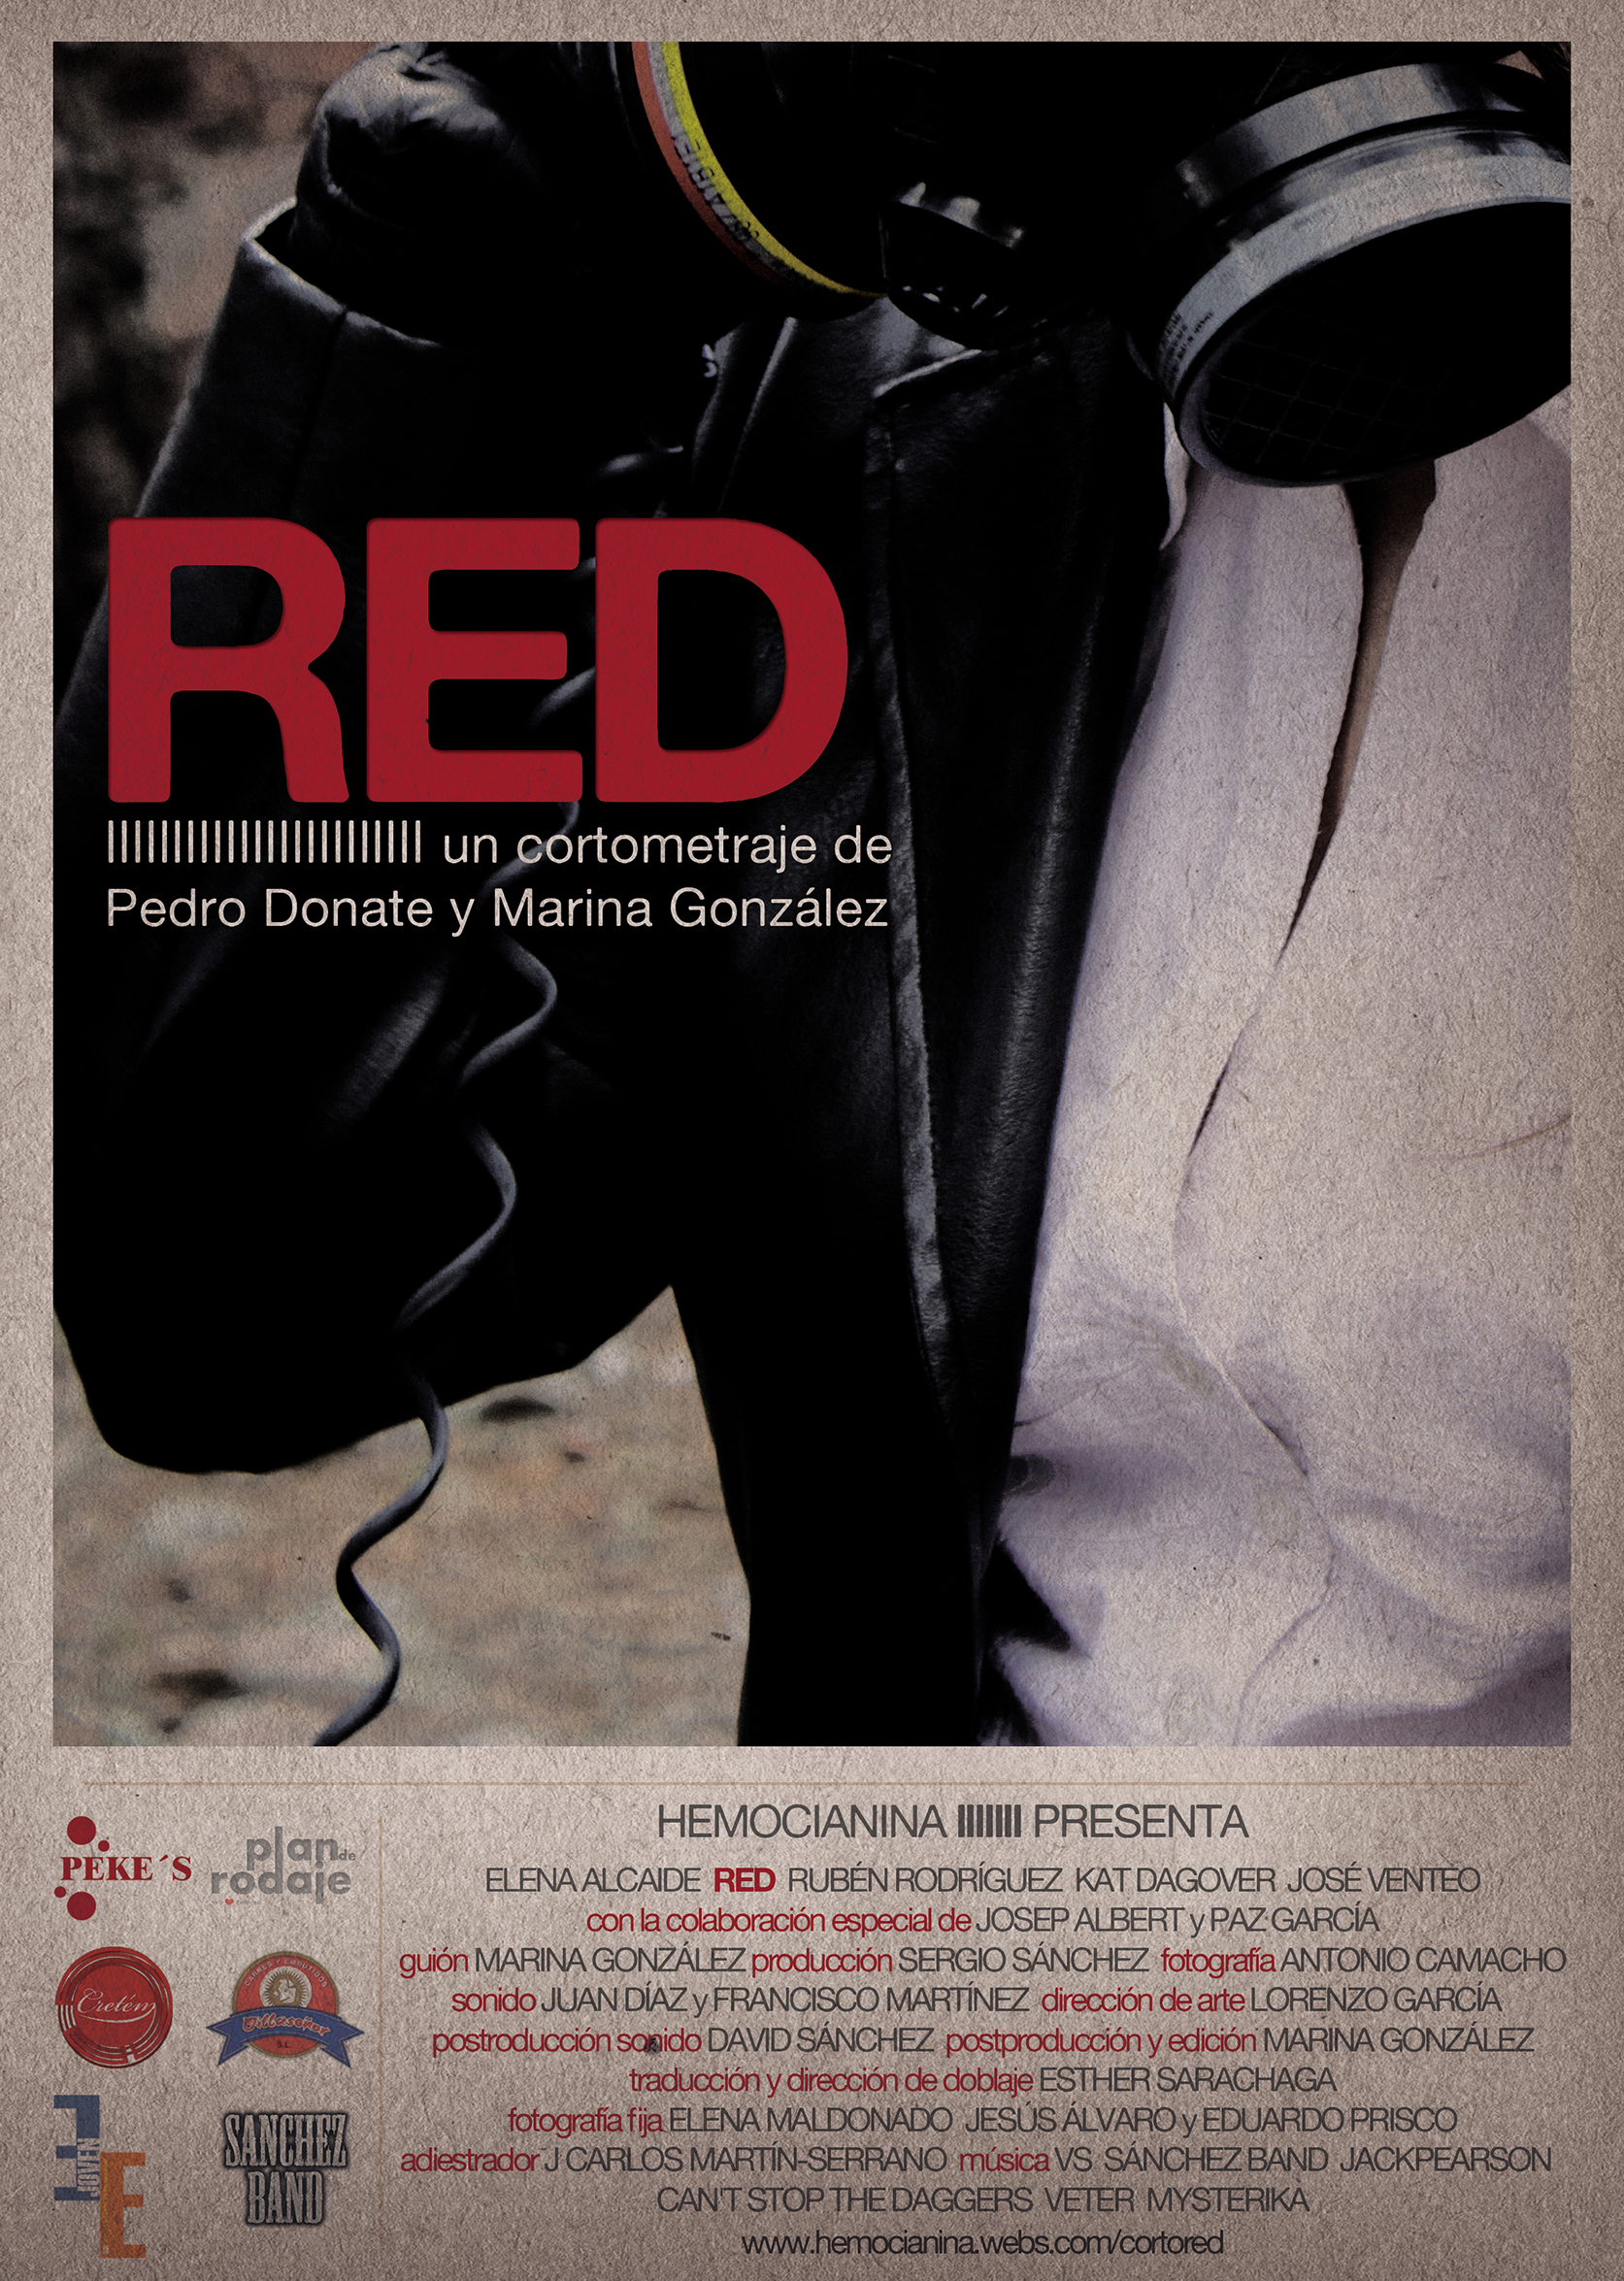 RED
|||||||||||||||||||||||| un cortometraje de
Pedro Donate y Marina González
HEMOCIANINA |||||||| PRESENTA
ELENA ALCAIDE RED RUBÉN RODRÍGUEZ KAT DAGOVER JOSÉ VENTEO
con la colaboración especial de JOSEP ALBERT y PAZ GARCÍA
guión MARINA GONZÁLEZ producción SERGIO SÁNCHEZ fotografía ANTONIO CAMACHO
sonido JUAN DÍAZ y FRANCISCO MARTÍNEZ dirección de arte LORENZO GARCÍA
postroducción sonido DAVID SÁNCHEZ postproducción y edición MARINA GONZÁLEZ
traducción y dirección de doblaje ESTHER SARACHAGA
fotografía fija ELENA MALDONADO JESÚS ÁLVARO y EDUARDO PRISCO
adiestrador J CARLOS MARTÍN-SERRANO música VS SÁNCHEZ BAND JACKPEARSON
CAN'T STOP THE DAGGERS VETER MYSTERIKA
www.hemocianina.webs.com/cortored
PEKE´S
plan de
rodaje
Cretém
CARNES Y EMBUTIDOS
Villaseñor
S.L.
JOVEN
E
SANCHEZ
BAND